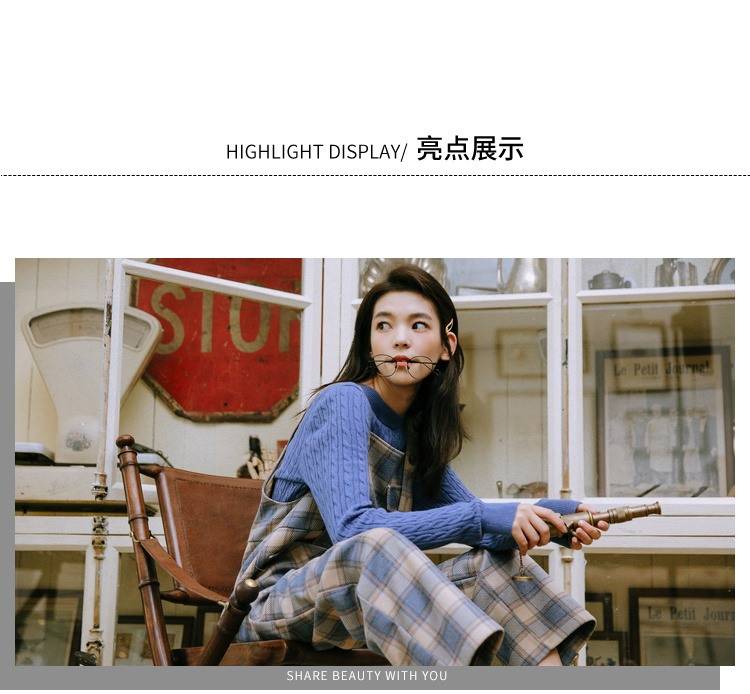 HIGHLIGHT DISPLAY/ 亮点展示
STOP
Le Petit Journal
Le Petit Journ
SHARE BEAUTY WITH YOU